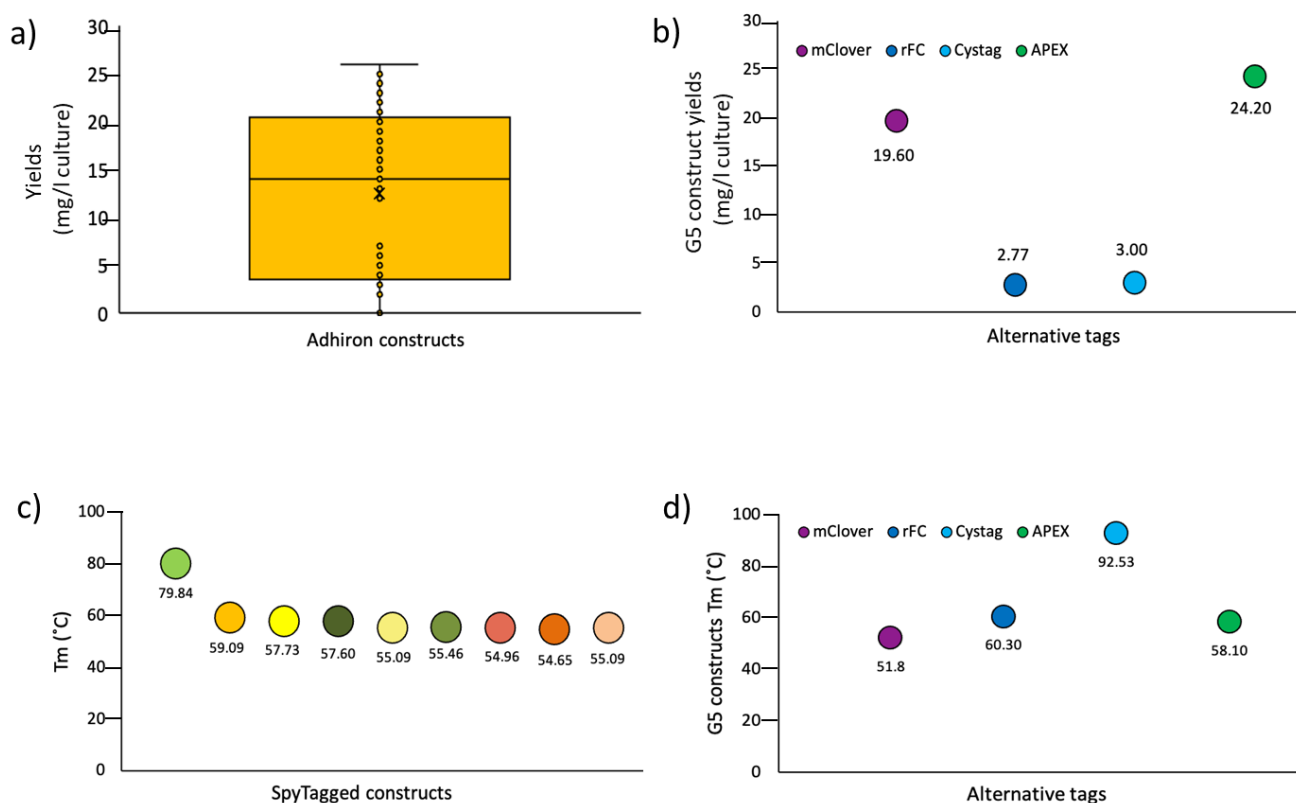 a)
30
25
20
15
10
5
0
Yields
(mg/l culture)
Adhiron constructs
b)
30
25
20
15
10
5
0
G5 construct yields
(mg/l culture)
mClover rFC Cystag APEX
19.60
2.77
3.00
24.20
Alternative tags
c)
100
80
60
40
20
0
Tm (˚C)
79.84
59.09
57.73
57.60
55.09
55.46
54.96
54.65
55.09
SpyTagged constructs
d)
100
80
60
40
20
0
G5 constructs Tm (˚C)
mClover rFC Cystag APEX
51.8
60.30
92.53
58.10
Alternative tags